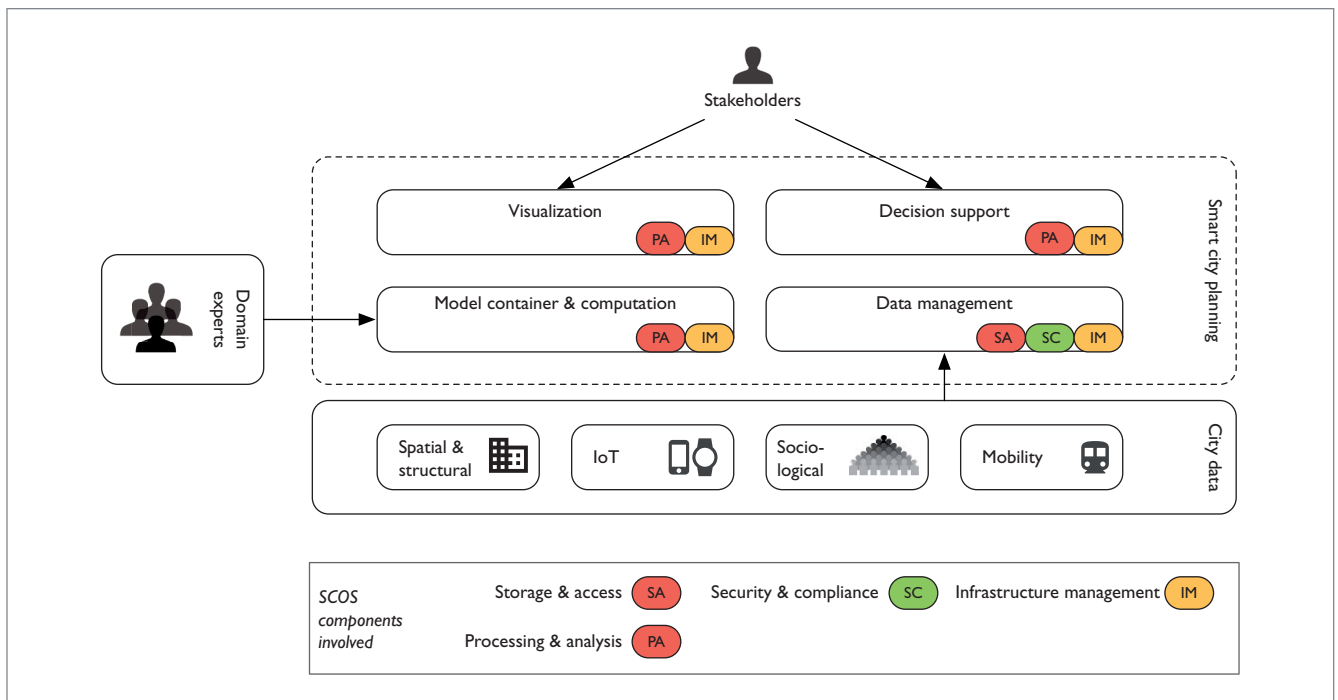 Stakeholders
Smart city planning
Visualization
PA
IM
Decision support
PA
IM
Domain
experts
Model container & computation
PA
IM
Data management
SA
SC
IM
City data
Spatial &
structural
IoT
Socio-
logical
Mobility
SCOS
components
involved
Storage & access
SA
Security & compliance
SC
Infrastructure management
IM
Processing & analysis
PA